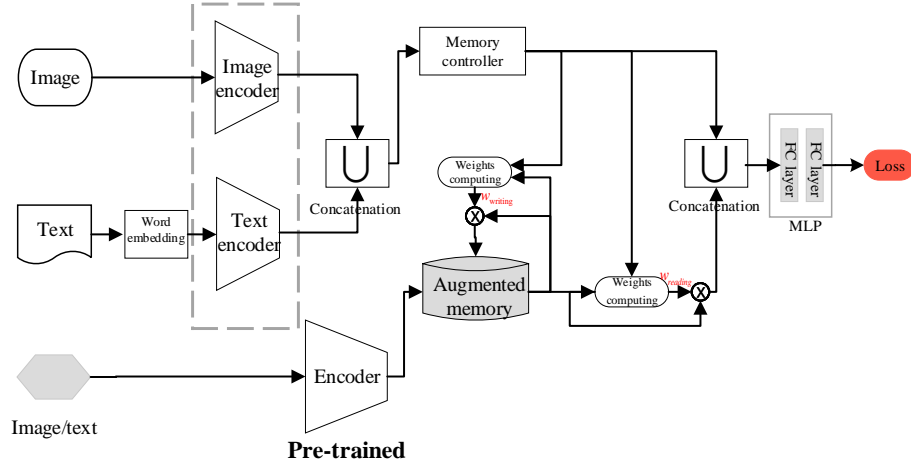 Image
Image
encoder
Memory
controller
Concatenation
Text
Word
embedding
Text
encoder
Weights
computing
w_writing
X
Augmented
memory
Weights
computing
w_reading
X
Concatenation
FC layer
FC layer
MLP
Loss
Encoder
Image/text
Pre-trained